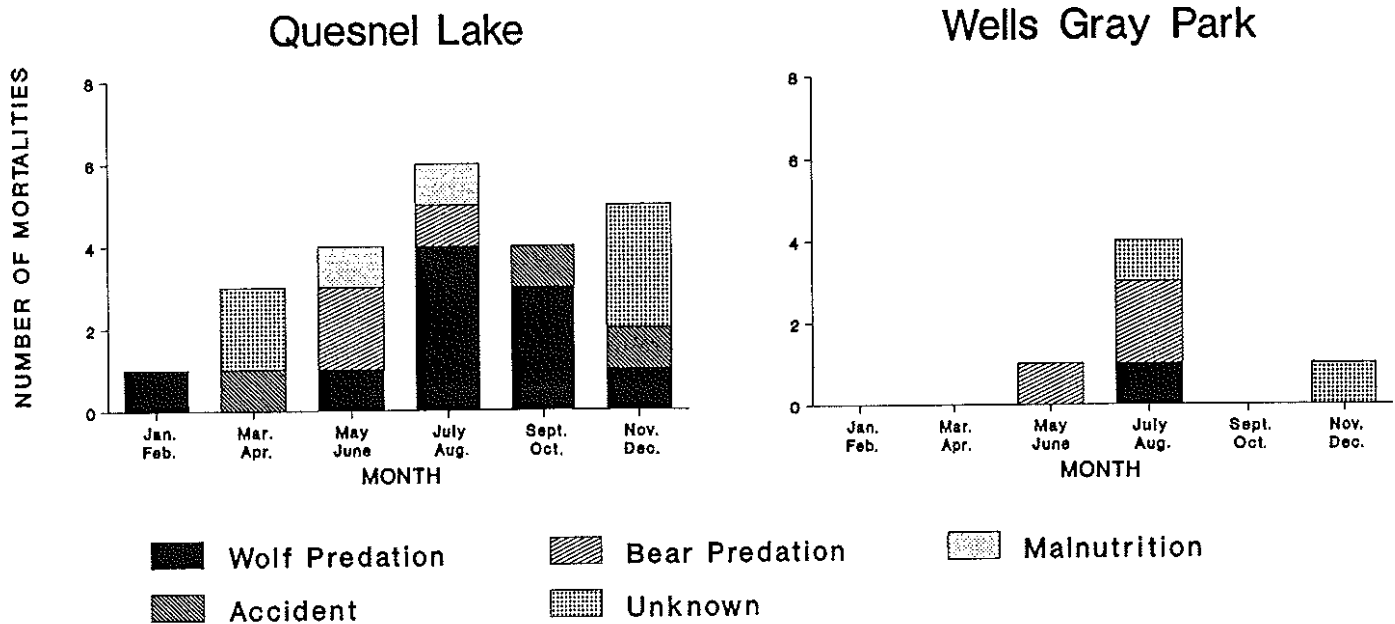 Quesnel Lake
NUMBER OF MORTALITIES
8
6
4
2
0
Jan.
Feb.
Mar.
Apr.
May
June
July
Aug.
Sept.
Oct.
Nov.
Dec.
MONTH
Wells Gray Park
8
6
4
2
0
Jan.
Feb.
Mar.
Apr.
May
June
July
Aug.
Sept.
Oct.
Nov.
Dec.
MONTH
Wolf Predation
Bear Predation
Malnutrition
Accident
Unknown